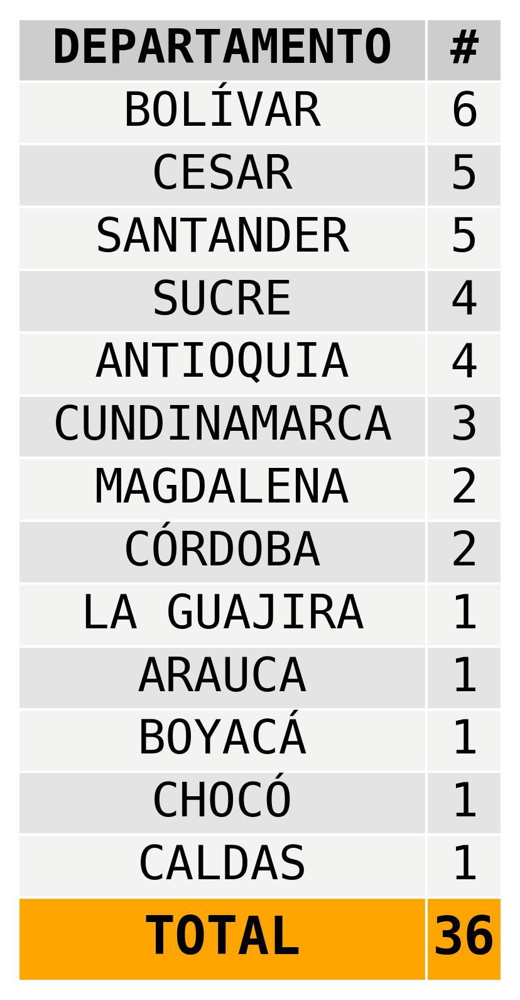 DEPARTAMENTO #
BOLÍVAR 6
CESAR 5
SANTANDER 5
SUCRE 4
ANTIOQUIA 4
CUNDINAMARCA 3
MAGDALENA 2
CÓRDOBA 2
LA GUAJIRA 1
ARAUCA 1
BOYACÁ 1
CHOCÓ 1
CALDAS 1
TOTAL 36